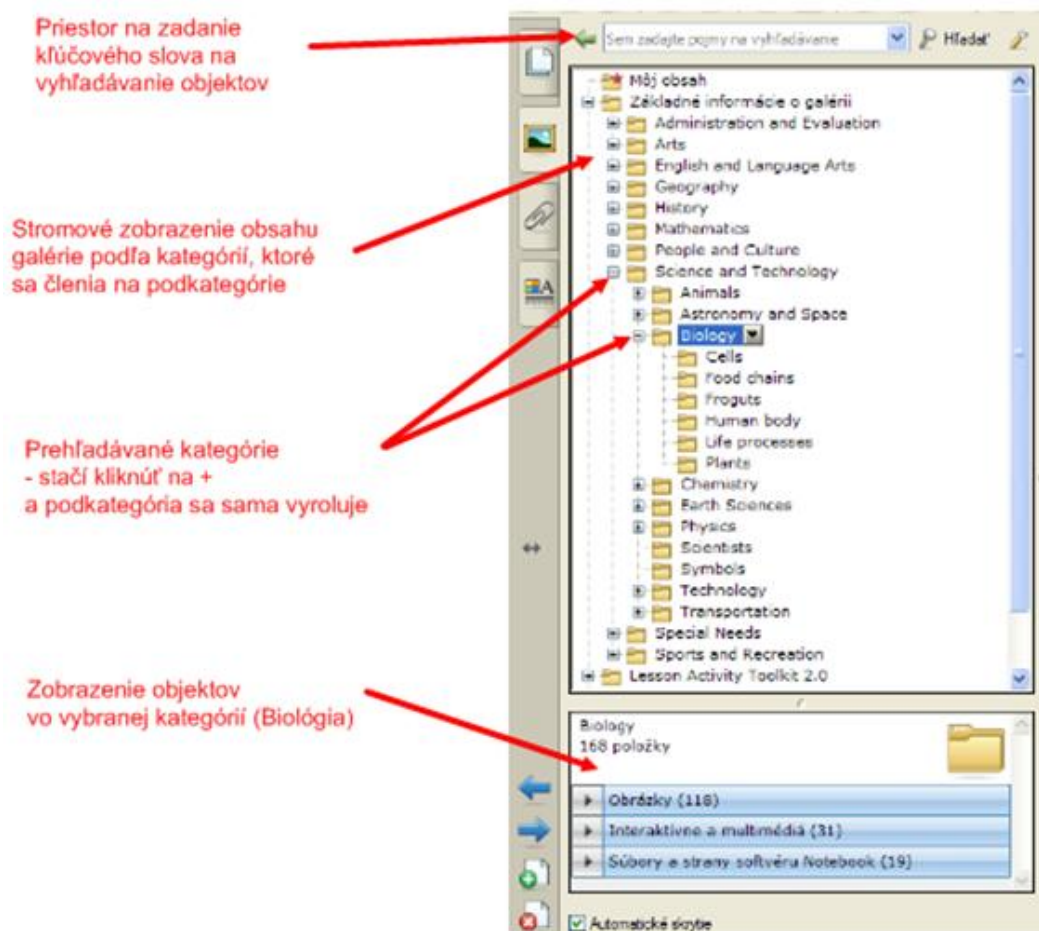 Priestor na zadanie
kľúčového slova na
vyhľadávanie objektov
Stromové zobrazenie obsahu
galérie podľa kategórií, ktoré
sa členia na podkategórie
Prehľadávané kategórie
- stačí kliknúť na +
a podkategória sa sama vyroluje
Zobrazenie objektov
vo vybranej kategórií (Biológia)
Sem zadajte pojmy na vyhľadávanie
Hľadať
Môj obsah
Základné informácie o galérii
Administration and Evaluation
Arts
English and Language Arts
Geography
History
Mathematics
People and Culture
Science and Technology
Animals
Astronomy and Space
Biology
Cells
Food chains
Froguts
Human body
Life processes
Plants
Chemistry
Earth Sciences
Physics
Scientists
Symbols
Technology
Transportation
Special Needs
Sports and Recreation
Lesson Activity Toolkit 2.0
Biology
168 položky
Obrázky (118)
Interaktívne a multimédiá (31)
Súbory a strany softvéru Notebook (19)
Automatické skrytie